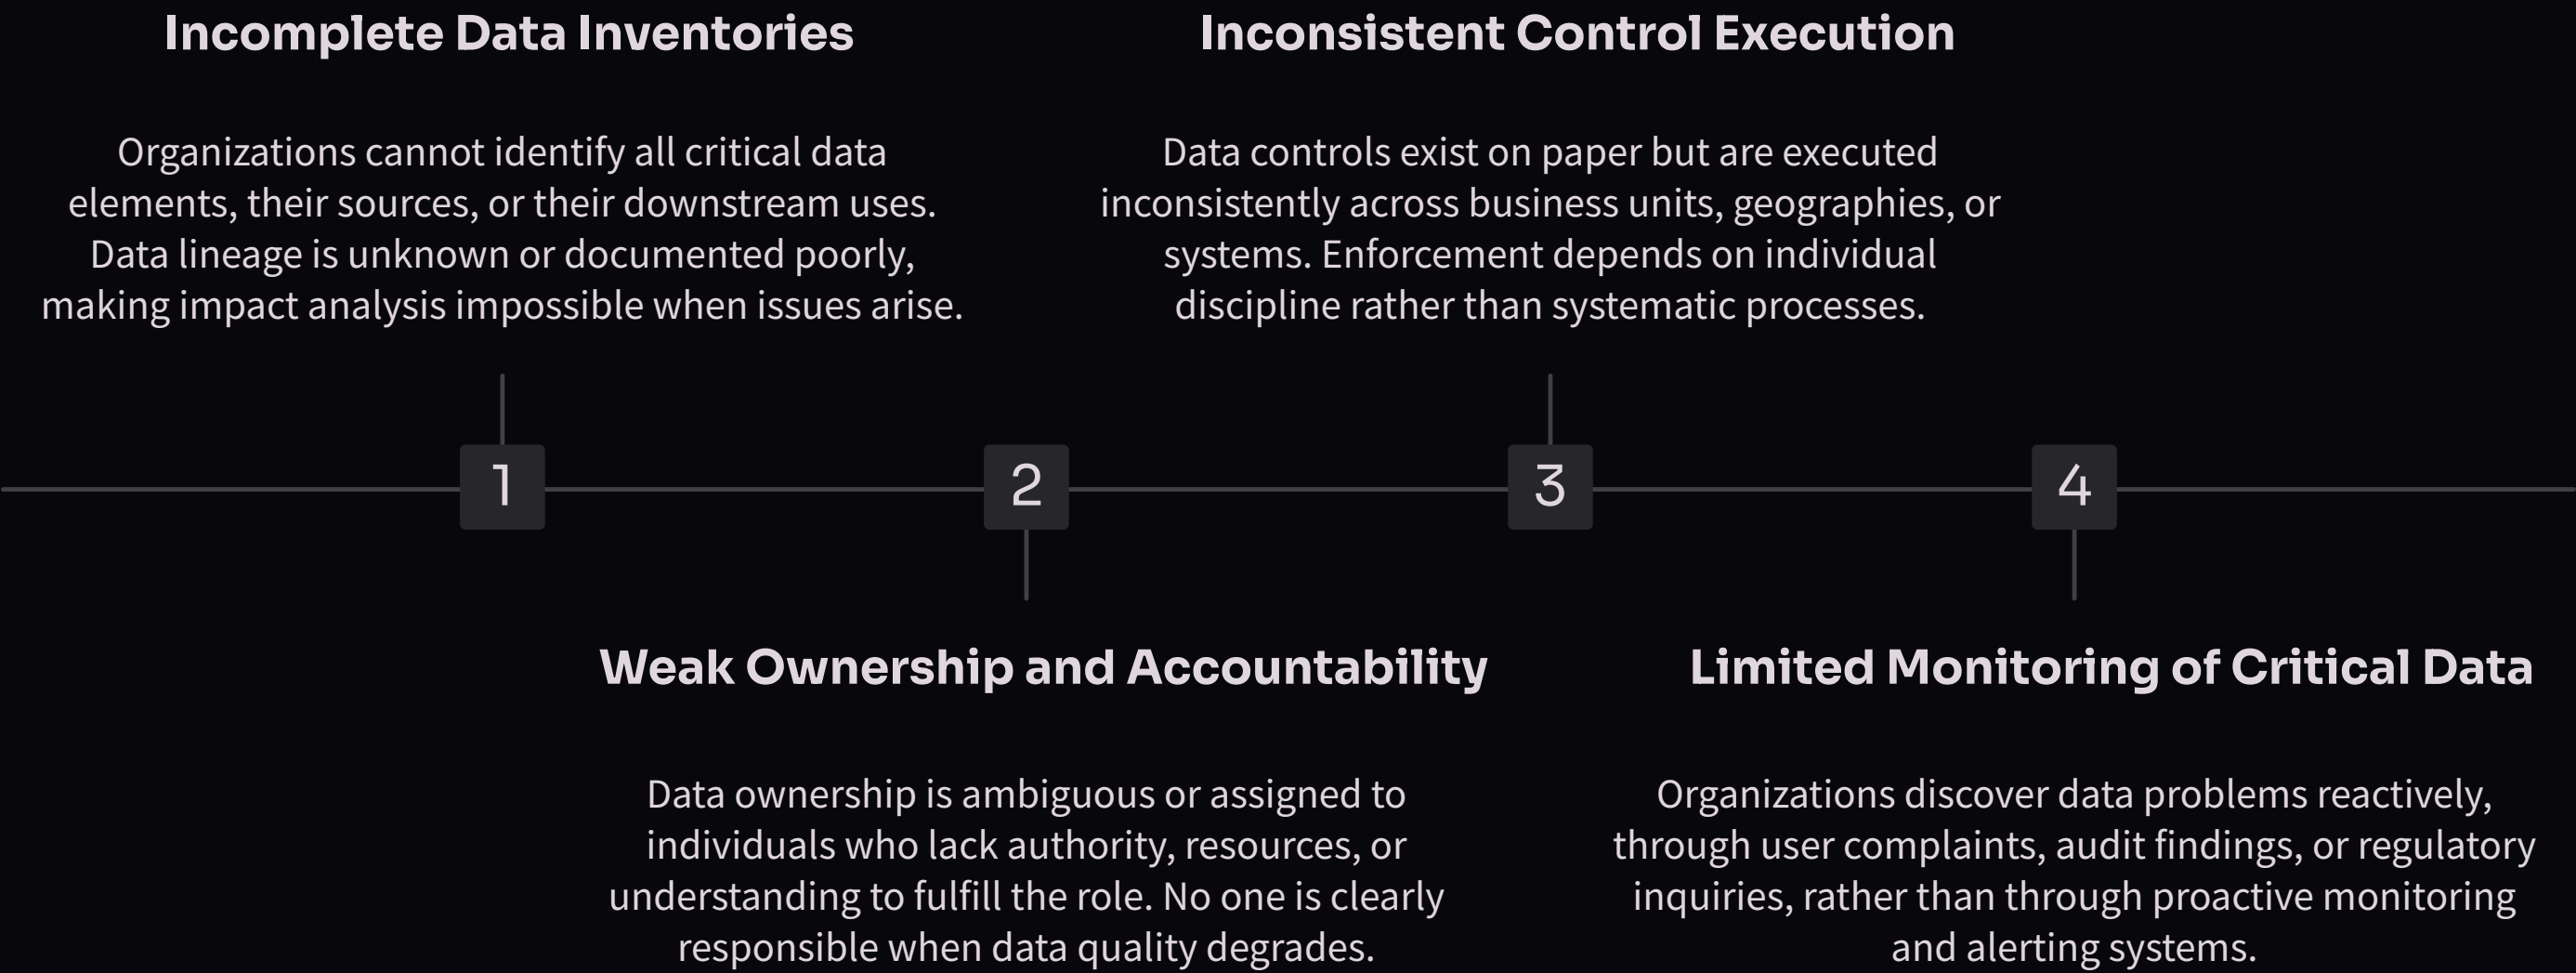 Incomplete Data Inventories
Organizations cannot identify all critical data
elements, their sources, or their downstream uses.
Data lineage is unknown or documented poorly,
making impact analysis impossible when issues arise.
Inconsistent Control Execution
Data controls exist on paper but are executed
inconsistently across business units, geographies, or
systems. Enforcement depends on individual
discipline rather than systematic processes.
1
2
3
4
Weak Ownership and Accountability
Data ownership is ambiguous or assigned to
individuals who lack authority, resources, or
understanding to fulfill the role. No one is clearly
responsible when data quality degrades.
Limited Monitoring of Critical Data
Organizations discover data problems reactively,
through user complaints, audit findings, or regulatory
inquiries, rather than through proactive monitoring
and alerting systems.